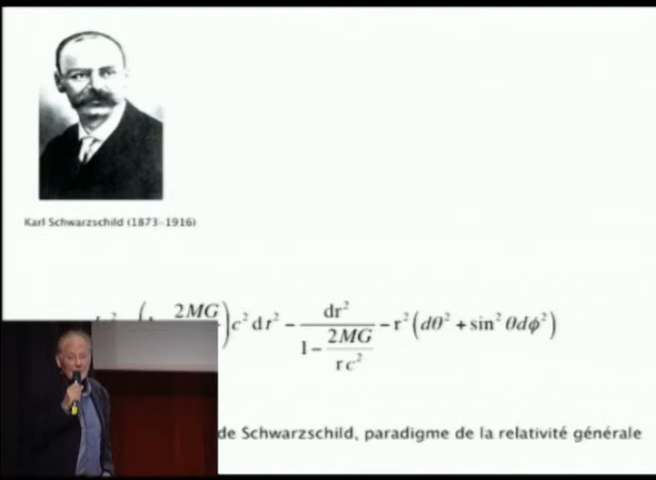 Karl Schwarzschild (1873-1916)
2MG ) c² dt² - dr² / 1 - 2MG / rc² - r² (dθ² + sin² θdϕ²)
de Schwarzschild, paradigme de la relativité générale